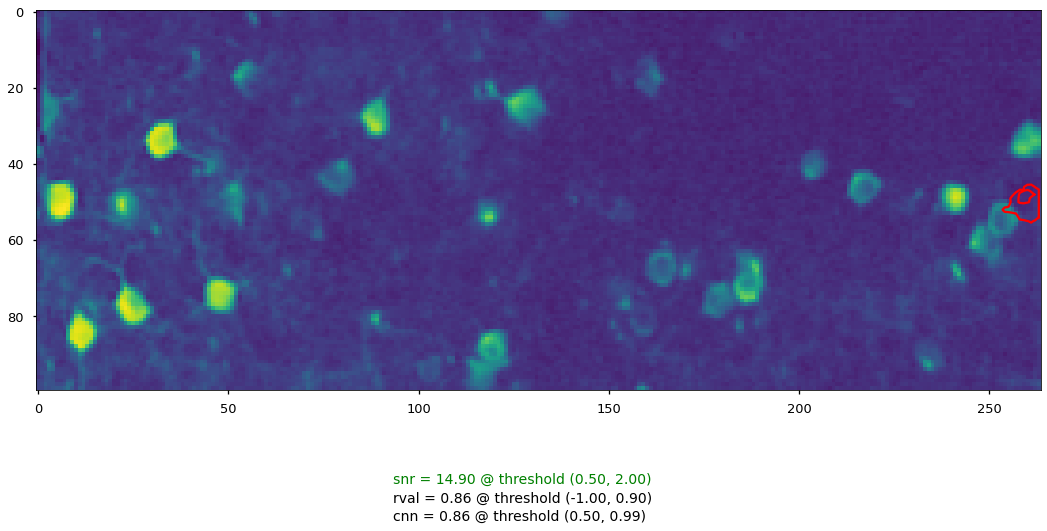 0
20
40
60
80
0 50 100 150 200 250
snr = 14.90 @ threshold (0.50, 2.00)
rval = 0.86 @ threshold (-1.00, 0.90)
cnn = 0.86 @ threshold (0.50, 0.99)